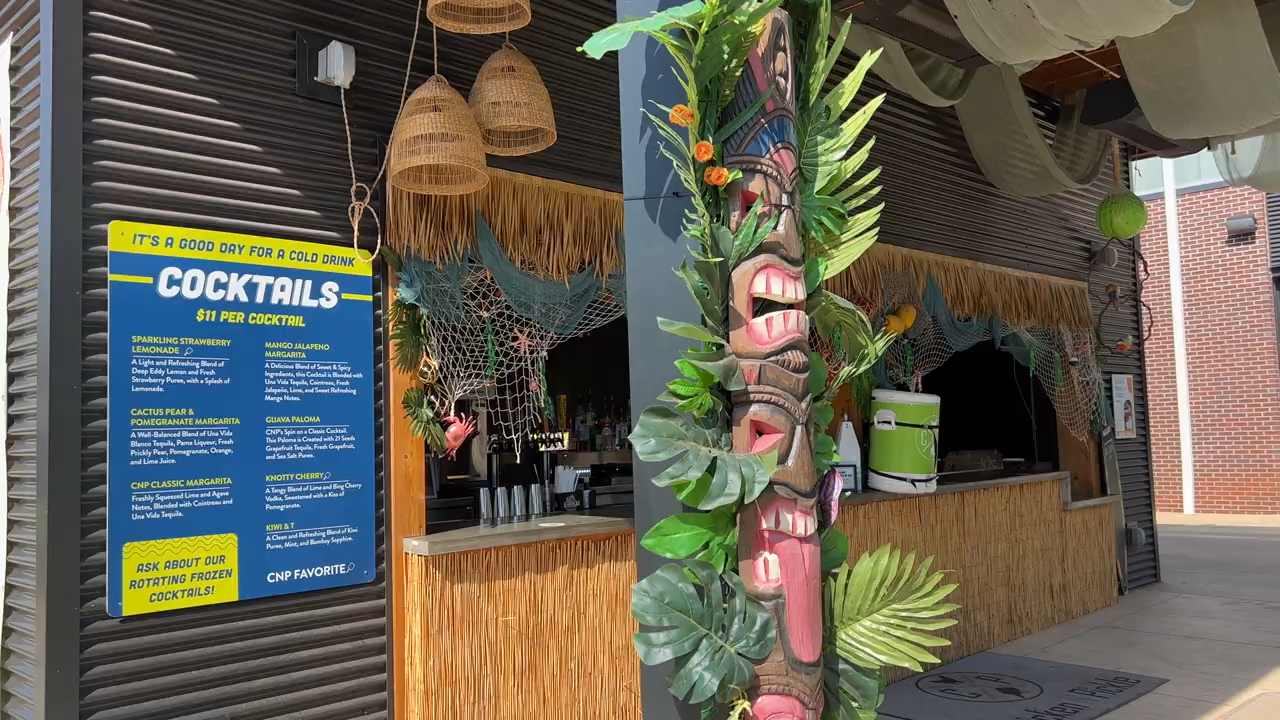 IT'S A GOOD DAY FOR A COLD DRINK
COCKTAILS
$11 PER COCKTAIL
SPARKLING STRAWBERRY
LEMONADE
A Light and Refreshing Blend of
Deep Eddy Lemon and Fresh
Strawberry Puree, with a Splash of
Lemonade.
CACTUS PEAR &
POMEGRANATE MARGARITA
A Well-Balanced Blend of Una Vida
Blanco Tequila, Pama Liqueur, Fresh
Prickly Pear, Pomegranate, Orange,
and Lime Juice.
CNP CLASSIC MARGARITA
Freshly Squeezed Lime and Agave
Notes, Blended with Cointreau and
Una Vida Tequila.
ASK ABOUT OUR
ROTATING FROZEN
COCKTAILS!
MANGO JALAPENO
MARGARITA
A Delicious Blend of Sweet & Spicy
Ingredients, this Cocktail is Blended with
Una Vida Tequila, Cointreau, Fresh
Jalapeño, Lime, and Sweet Refreshing
Mango Notes.
GUAVA PALOMA
CNP's Spin on a Classic Cocktail.
This Paloma is Created with 21 Seeds
Grapefruit Tequila, Fresh Grapefruit,
and Sea Salt Puree.
KNOTTY CHERRY
A Tangy Blend of Lime and Bing Cherry
Vodka, Sweetened with a Kiss of
Pomegranate.
KIWI & T
A Clean and Refreshing Blend of Kiwi
Puree, Mint, and Bombay Sapphire.
CNP FAVORITE
C P
Pickle